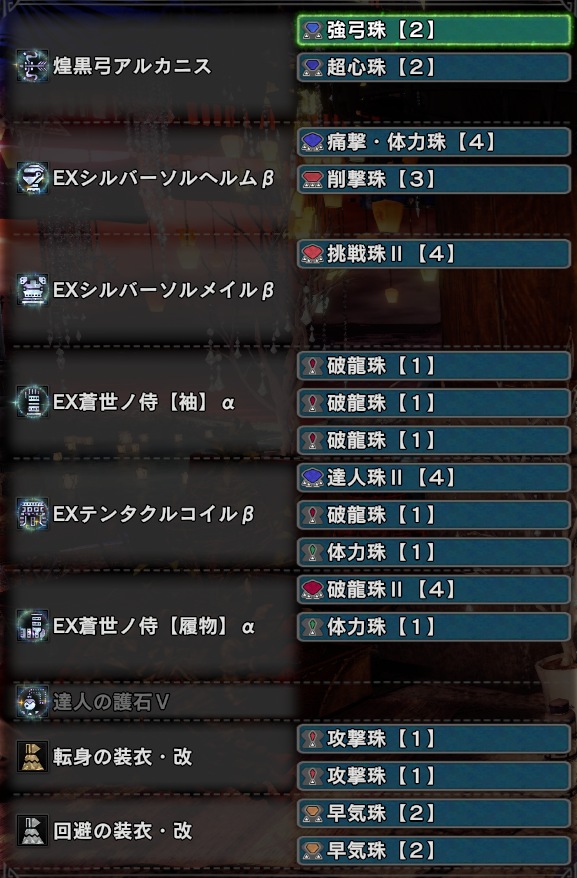 強弓珠【2】
煌黒弓アルカニス
超心珠【2】
痛撃・体力珠【4】
EXシルバーソルヘルムβ
削撃珠【3】
挑戦珠Ⅱ【4】
EXシルバーソルメイルβ
破龍珠【1】
EX蒼世ノ侍【袖】α
破龍珠【1】
破龍珠【1】
達人珠Ⅱ【4】
EXテンタクルコイルβ
破龍珠【1】
体力珠【1】
破龍珠Ⅱ【4】
EX蒼世ノ侍【履物】α
体力珠【1】
達人の護石Ⅴ
攻撃珠【1】
転身の装衣・改
攻撃珠【1】
早気珠【2】
回避の装衣・改
早気珠【2】